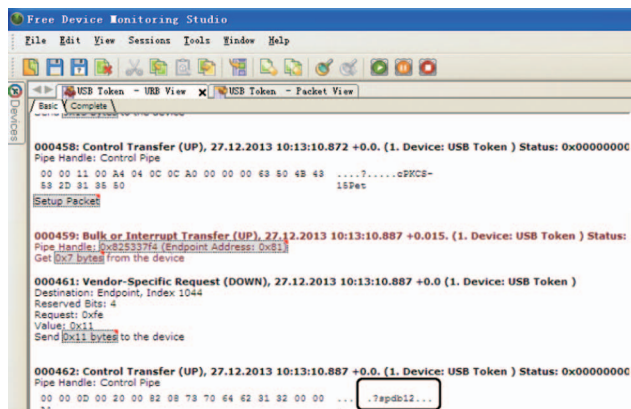 Free Device Monitoring Studio
File Edit View Sessions Tools Window Help
USB Token - URB View USB Token - Packet View
Devices
Basic Complete
000458: Control Transfer (UP), 27.12.2013 10:13:10.872 +0.0. (1. Device: USB Token ) Status: 0x00000000
Pipe Handle: Control Pipe
00 00 11 00 A4 04 0C 0C A0 00 00 00 63 50 4B 43 ....?.....cPKCS-
53 2D 31 35 50 15Pet
Setup Packet
000459: Bulk or Interrupt Transfer (UP), 27.12.2013 10:13:10.887 +0.015. (1. Device: USB Token ) Status:
Pipe Handle: 0x825337f4 (Endpoint Address: 0x81)
Get 0x7 bytes from the device
000461: Vendor-Specific Request (DOWN), 27.12.2013 10:13:10.887 +0.0 (1. Device: USB Token )
Destination: Endpoint, Index 1044
Reserved Bits: 4
Request: 0xfe
Value: 0x11
Send 0x11 bytes to the device
000462: Control Transfer (UP), 27.12.2013 10:13:10.887 +0.0. (1. Device: USB Token ) Status: 0x00000000
Pipe Handle: Control Pipe
00 00 0D 00 20 00 82 08 73 70 64 62 31 32 00 00 ... .?spdb12...